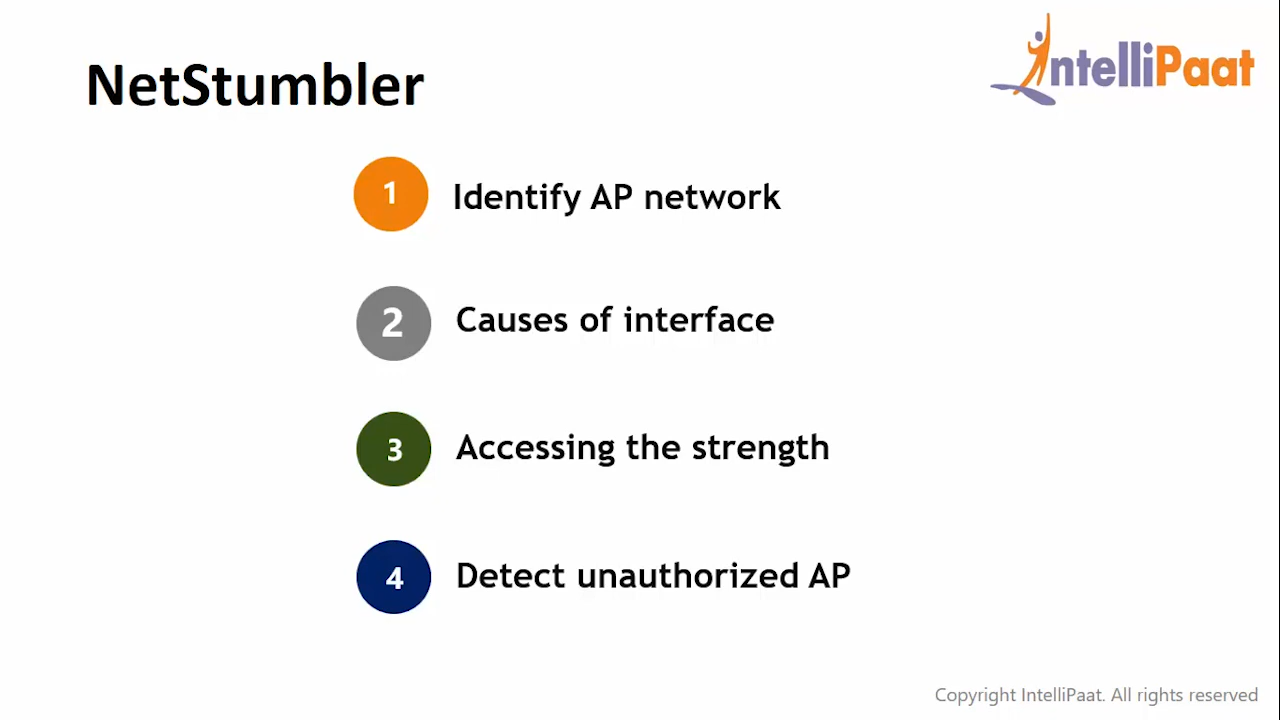 NetStumbler
IntelliPaat
1 Identify AP network
2 Causes of interface
3 Accessing the strength
4 Detect unauthorized AP
Copyright IntelliPaat. All rights reserved